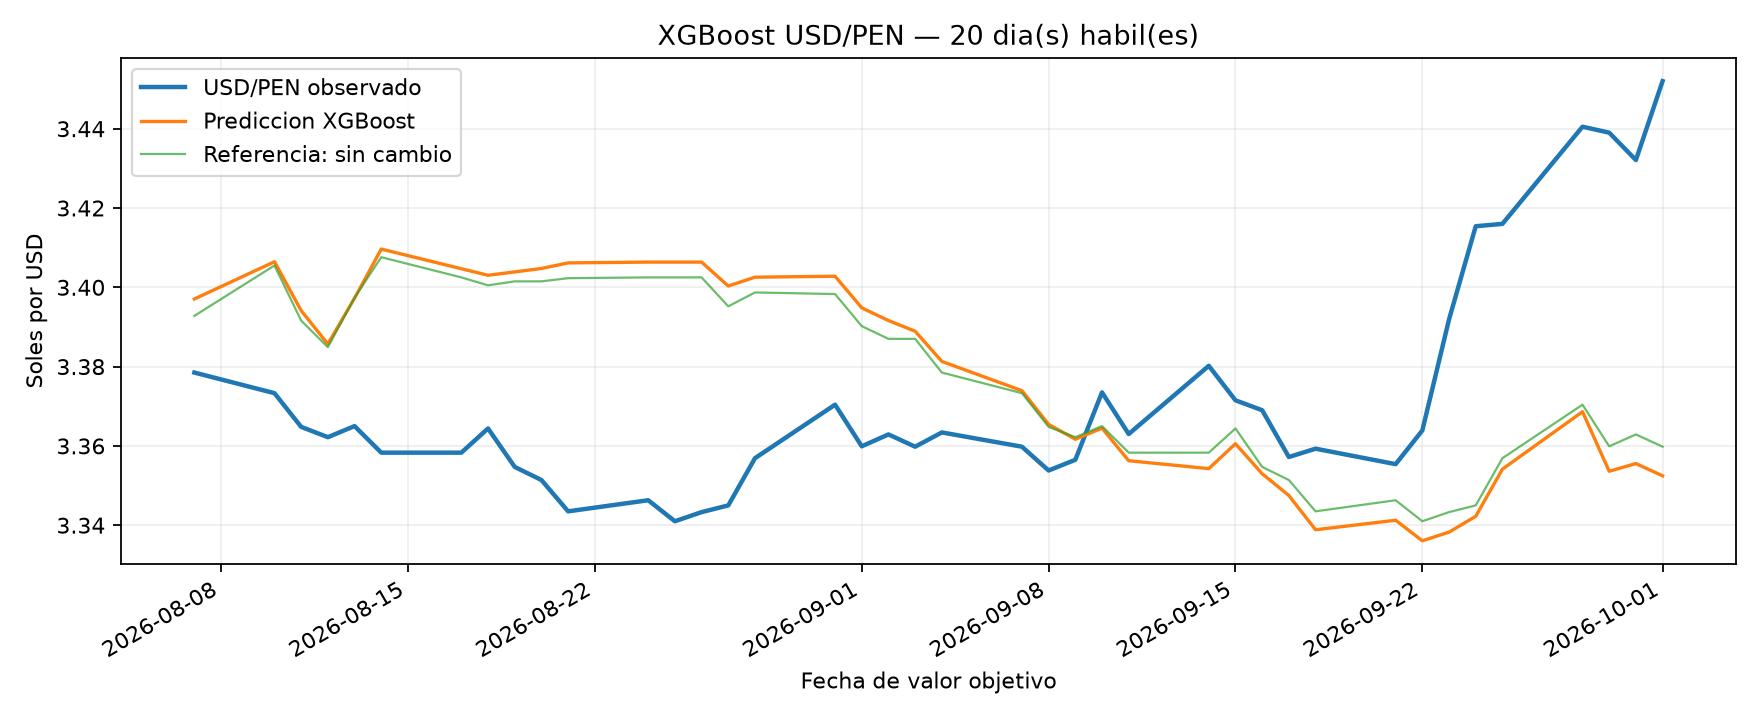 XGBoost USD/PEN — 20 dia(s) habil(es)
USD/PEN observado
Prediccion XGBoost
Referencia: sin cambio
Soles por USD
3.44
3.42
3.40
3.38
3.36
3.34
2026-08-08
2026-08-15
2026-08-22
2026-09-01
2026-09-08
2026-09-15
2026-09-22
2026-10-01
Fecha de valor objetivo